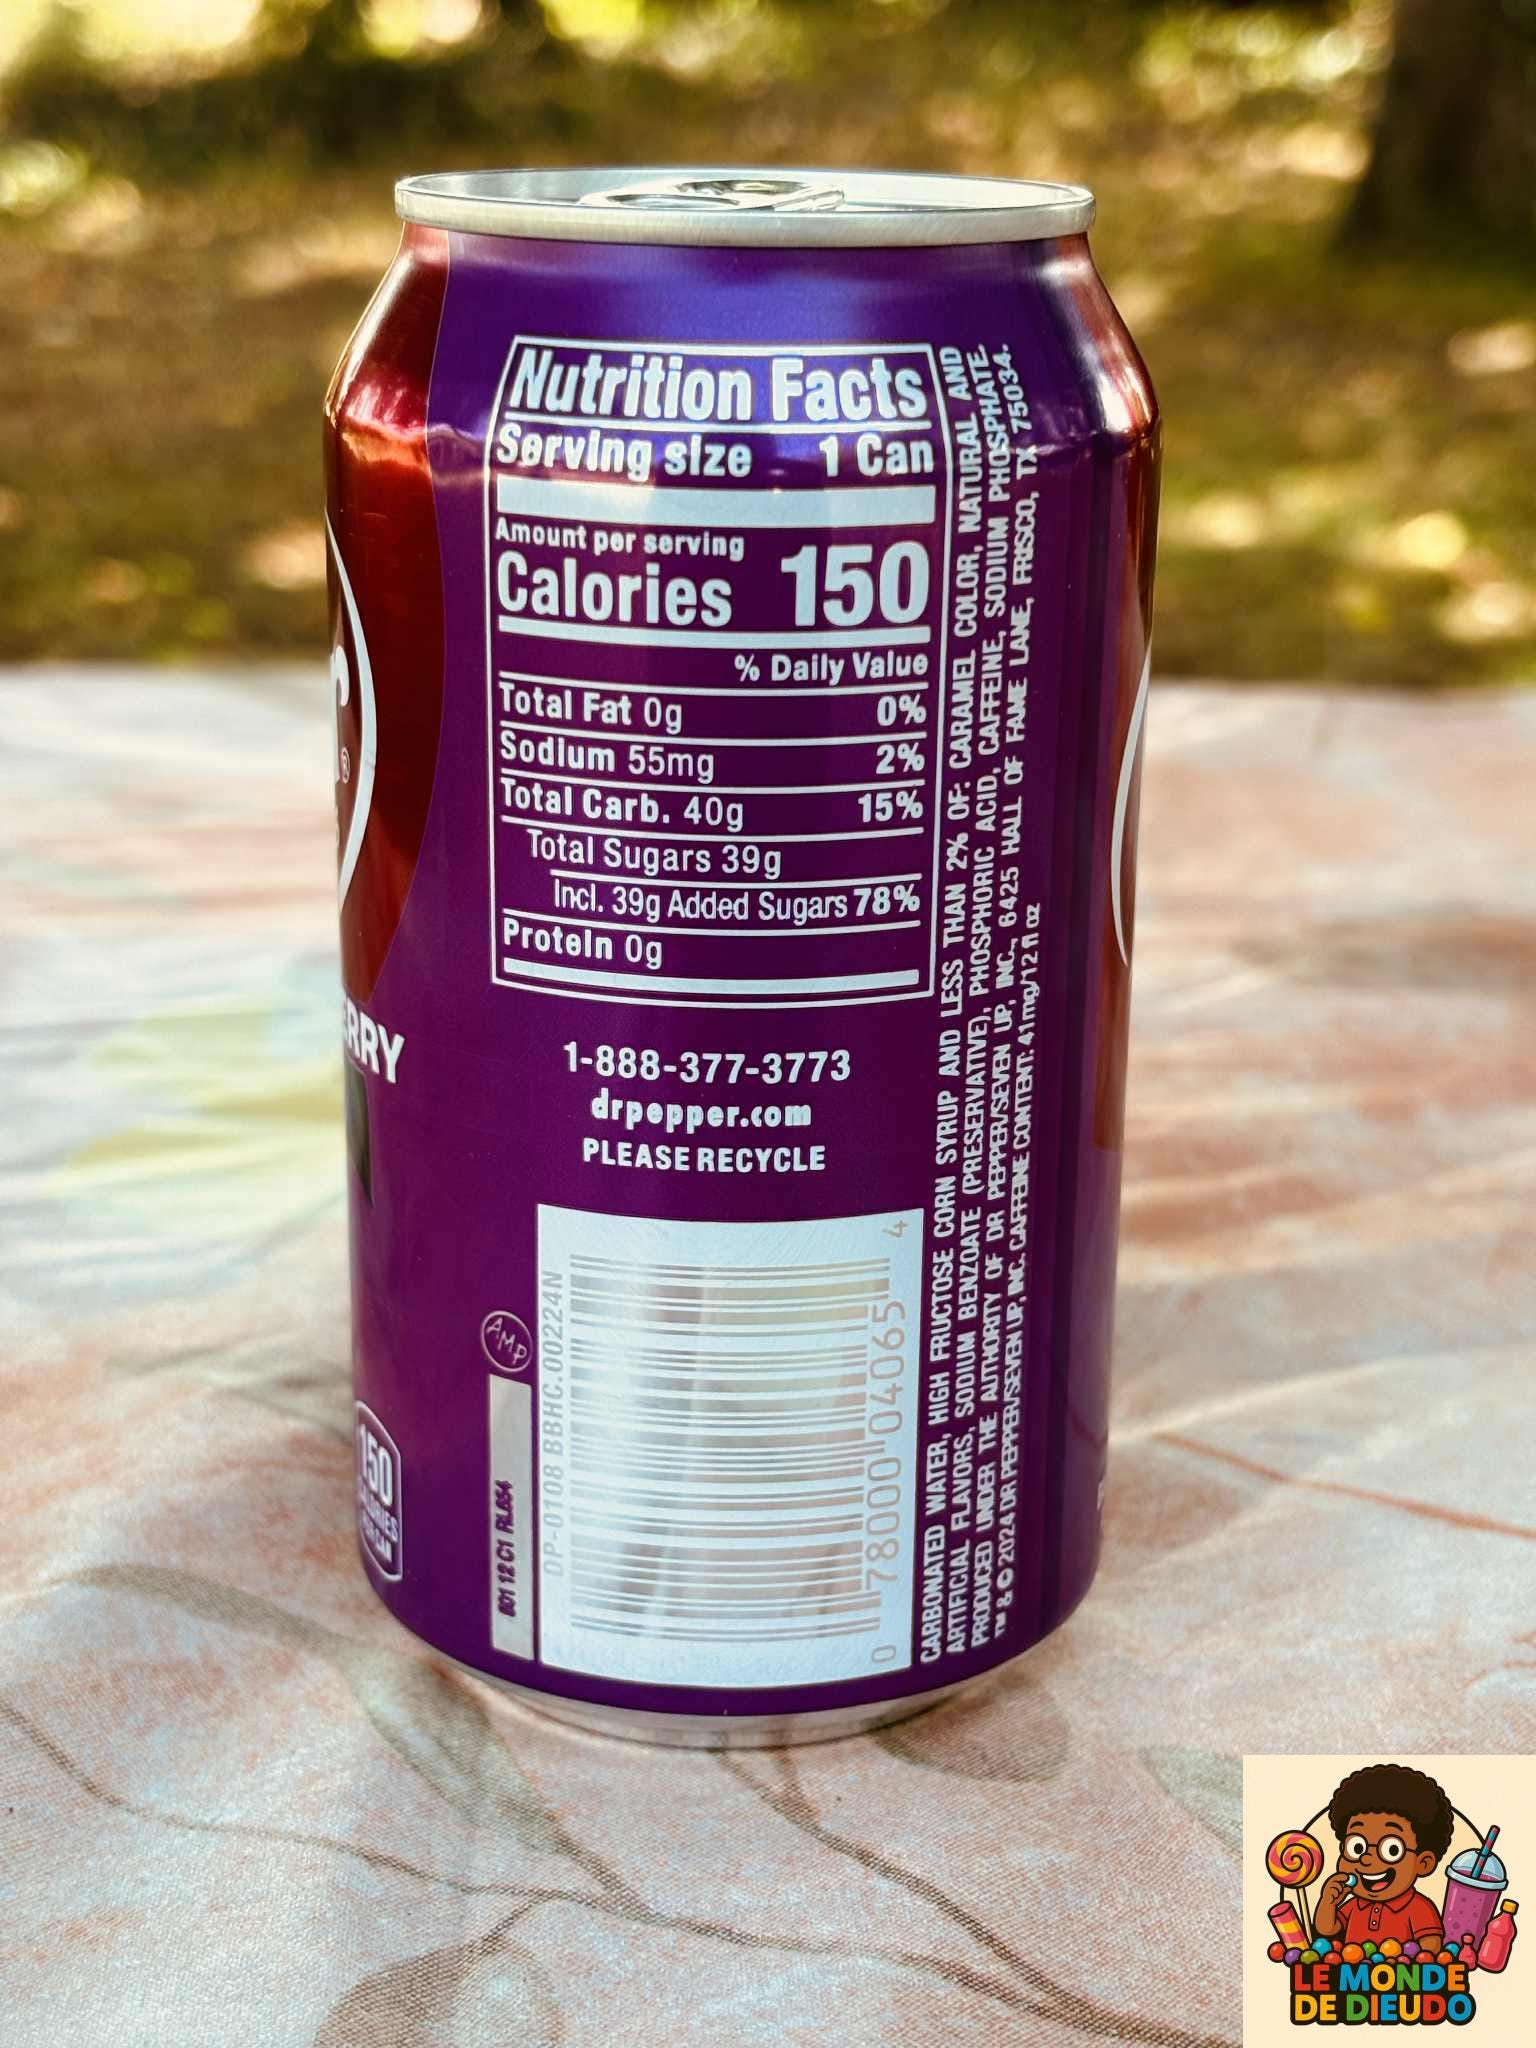 Nutrition Facts
Serving size 1 Can
Amount per serving
Calories 150
% Daily Value
Total Fat 0g 0%
Sodium 55mg 2%
Total Carb. 40g 15%
Total Sugars 39g
Incl. 39g Added Sugars 78%
Protein 0g
1-888-377-3773
drpepper.com
PLEASE RECYCLE
CARBONATED WATER, HIGH FRUCTOSE CORN SYRUP AND LESS THAN 2% OF: CARAMEL COLOR, NATURAL AND
ARTIFICIAL FLAVORS, SODIUM BENZOATE (PRESERVATIVE), PHOSPHORIC ACID, CAFFEINE, SODIUM PHOSPHATE.
PRODUCED UNDER THE AUTHORITY OF DR PEPPER/SEVEN UP, INC., 6425 HALL OF FAME LANE, FRISCO, TX 75034.
™ & © 2024 DR PEPPER/SEVEN UP, INC. CAFFEINE CONTENT: 41mg/12 fl oz
ERRY
r®
150
CALORIES
PER CAN
AMP
DP-0108 BBHC.00224N
0 78000 04065 4
LE MONDE
DE DIEUDO